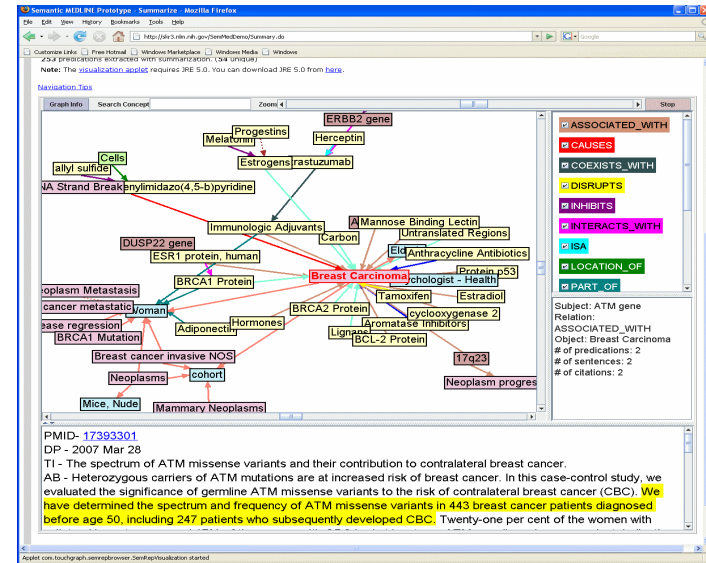 Semantic MEDLINE Prototype - Summarize - Mozilla Firefox
File Edit View History Bookmarks Tools Help
http://skr3.nlm.nih.gov/SemMedDemo/Summary.do
Google
Customize Links Free Hotmail Windows Marketplace Windows Media Windows
253 predications extracted with summarization. (54 unique)
Note: The visualization applet requires JRE 5.0. You can download JRE 5.0 from here.
Navigation Tips
Graph Info Search Concept Zoom Stop
ERBB2 gene
Progestins
Melatonin
Herceptin
Cells
Estrogens
rastuzumab
allyl sulfide
NA Strand Break
enylimidazo(4,5-b)pyridine
Immunologic Adjuvants
Mannose Binding Lectin
Carbon
Untranslated Regions
DUSP22 gene
ESR1 protein, human
Anthracycline Antibiotics
Breast Carcinoma
Protein p53
BRCA1 Protein
ychologist - Health
eoplasm Metastasis
Tamoxifen
Estradiol
cancer metastatic
Woman
BRCA2 Protein
cyclooxygenase 2
ease regression
Adiponectin
Hormones
Aromatase Inhibitors
BRCA1 Mutation
Lignans
BCL-2 Protein
Breast cancer invasive NOS
17q23
Neoplasms
cohort
Neoplasm progres
Mice, Nude
Mammary Neoplasms
ASSOCIATED_WITH
CAUSES
COEXISTS_WITH
DISRUPTS
INHIBITS
INTERACTS_WITH
ISA
LOCATION_OF
PART_OF
Subject: ATM gene
Relation:
ASSOCIATED_WITH
Object: Breast Carcinoma
# of predications: 2
# of sentences: 2
# of citations: 2
PMID- 17393301
DP - 2007 Mar 28
TI - The spectrum of ATM missense variants and their contribution to contralateral breast cancer.
AB - Heterozygous carriers of ATM mutations are at increased risk of breast cancer. In this case-control study, we
evaluated the significance of germline ATM missense variants to the risk of contralateral breast cancer (CBC). We
have determined the spectrum and frequency of ATM missense variants in 443 breast cancer patients diagnosed
before age 50, including 247 patients who subsequently developed CBC. Twenty-one per cent of the women with
Applet com.touchgraph.semrepbrowser.SemRepVisualization started